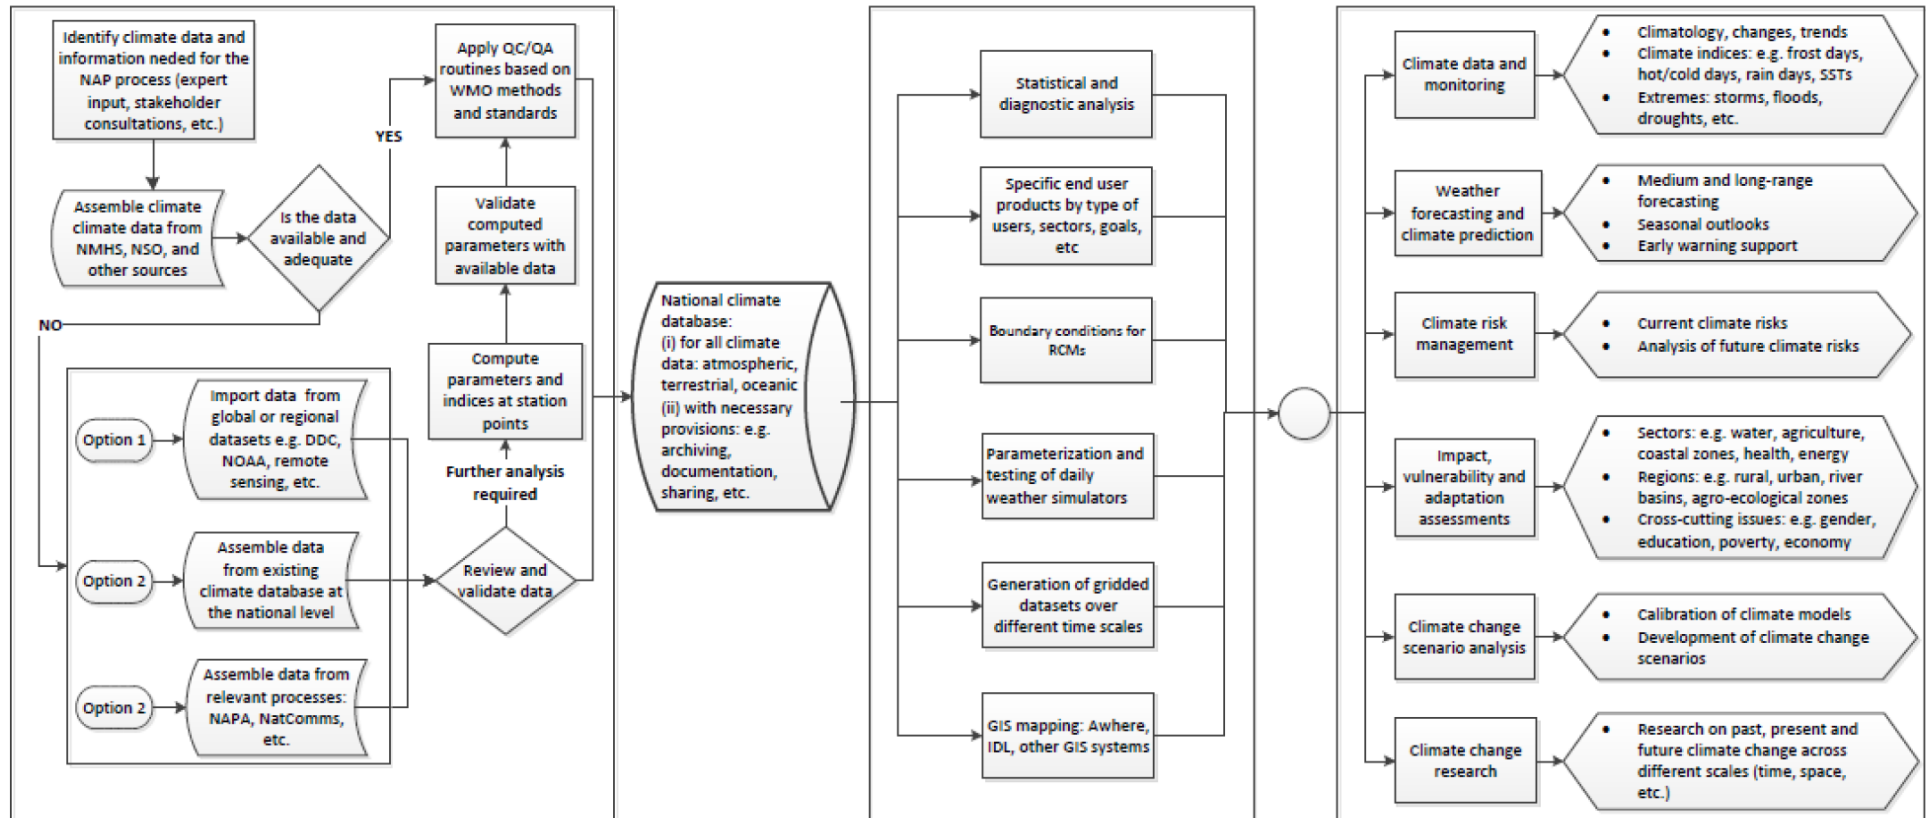 Identify climate data and
information neded for the
NAP process (expert
input, stakeholder
consultations, etc.)
Assemble climate
climate data from
NMHS, NSO, and
other sources
Is the data
available and
adequate
YES
NO
Apply QC/QA
routines based on
WMO methods
and standards
Validate
computed
parameters with
available data
Compute
parameters and
indices at station
points
Further analysis
required
Review and
validate data
Option 1
Import data from
global or regional
datasets e.g. DDC,
NOAA, remote
sensing, etc.
Option 2
Assemble data
from existing
climate database at
the national level
Option 2
Assemble data from
relevant processes:
NAPA, NatComms,
etc.
National climate
database:
(i) for all climate
data: atmospheric,
terrestrial, oceanic
(ii) with necessary
provisions: e.g.
archiving,
documentation,
sharing, etc.
Statistical and
diagnostic analysis
Specific end user
products by type of
users, sectors, goals,
etc
Boundary conditions for
RCMs
Parameterization and
testing of daily
weather simulators
Generation of gridded
datasets over
different time scales
GIS mapping: Awhere,
IDL, other GIS systems
Climate data and
monitoring
• Climatology, changes, trends
• Climate indices: e.g. frost days,
hot/cold days, rain days, SSTs
• Extremes: storms, floods,
droughts, etc.
Weather
forecasting and
climate prediction
• Medium and long-range
forecasting
• Seasonal outlooks
• Early warning support
Climate risk
management
• Current climate risks
• Analysis of future climate risks
Impact,
vulnerability and
adaptation
assessments
• Sectors: e.g. water, agriculture,
coastal zones, health, energy
• Regions: e.g. rural, urban, river
basins, agro-ecological zones
• Cross-cutting issues: e.g. gender,
education, poverty, economy
Climate change
scenario analysis
• Calibration of climate models
• Development of climate change
scenarios
Climate change
research
• Research on past, present and
future climate change across
different scales (time, space,
etc.)